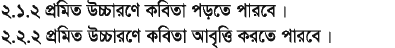 ২.১.২ প্রমিত উচ্চারণে কবিতা পড়তে পারবে ।
২.২.২ প্রমিত উচ্চারণে কবিতা আবৃত্তি করতে পারবে ।